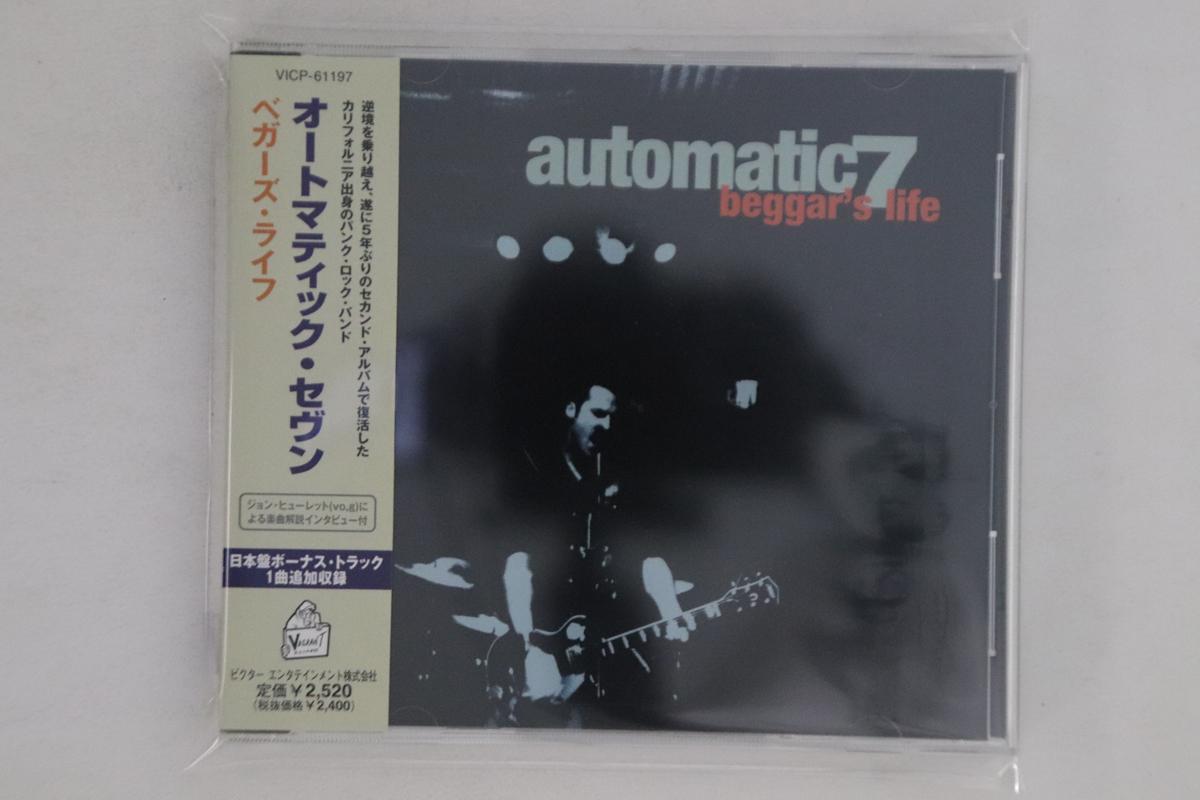 VICP-61197
逆境を乗り越え、遂に5年ぶりのセカンド・アルバムで復活した
カリフォルニア出身のパンク・ロック・バンド
オートマティック・セヴン
ベガーズ・ライフ
ジョン・ヒューレット(vo,g)に
よる楽曲解説インタビュー付
日本盤ボーナス・トラック
1曲追加収録
VAGRANT
ビクター エンタテインメント株式会社
定価¥2,520
(税抜価格¥2,400)
automatic7
beggar's life